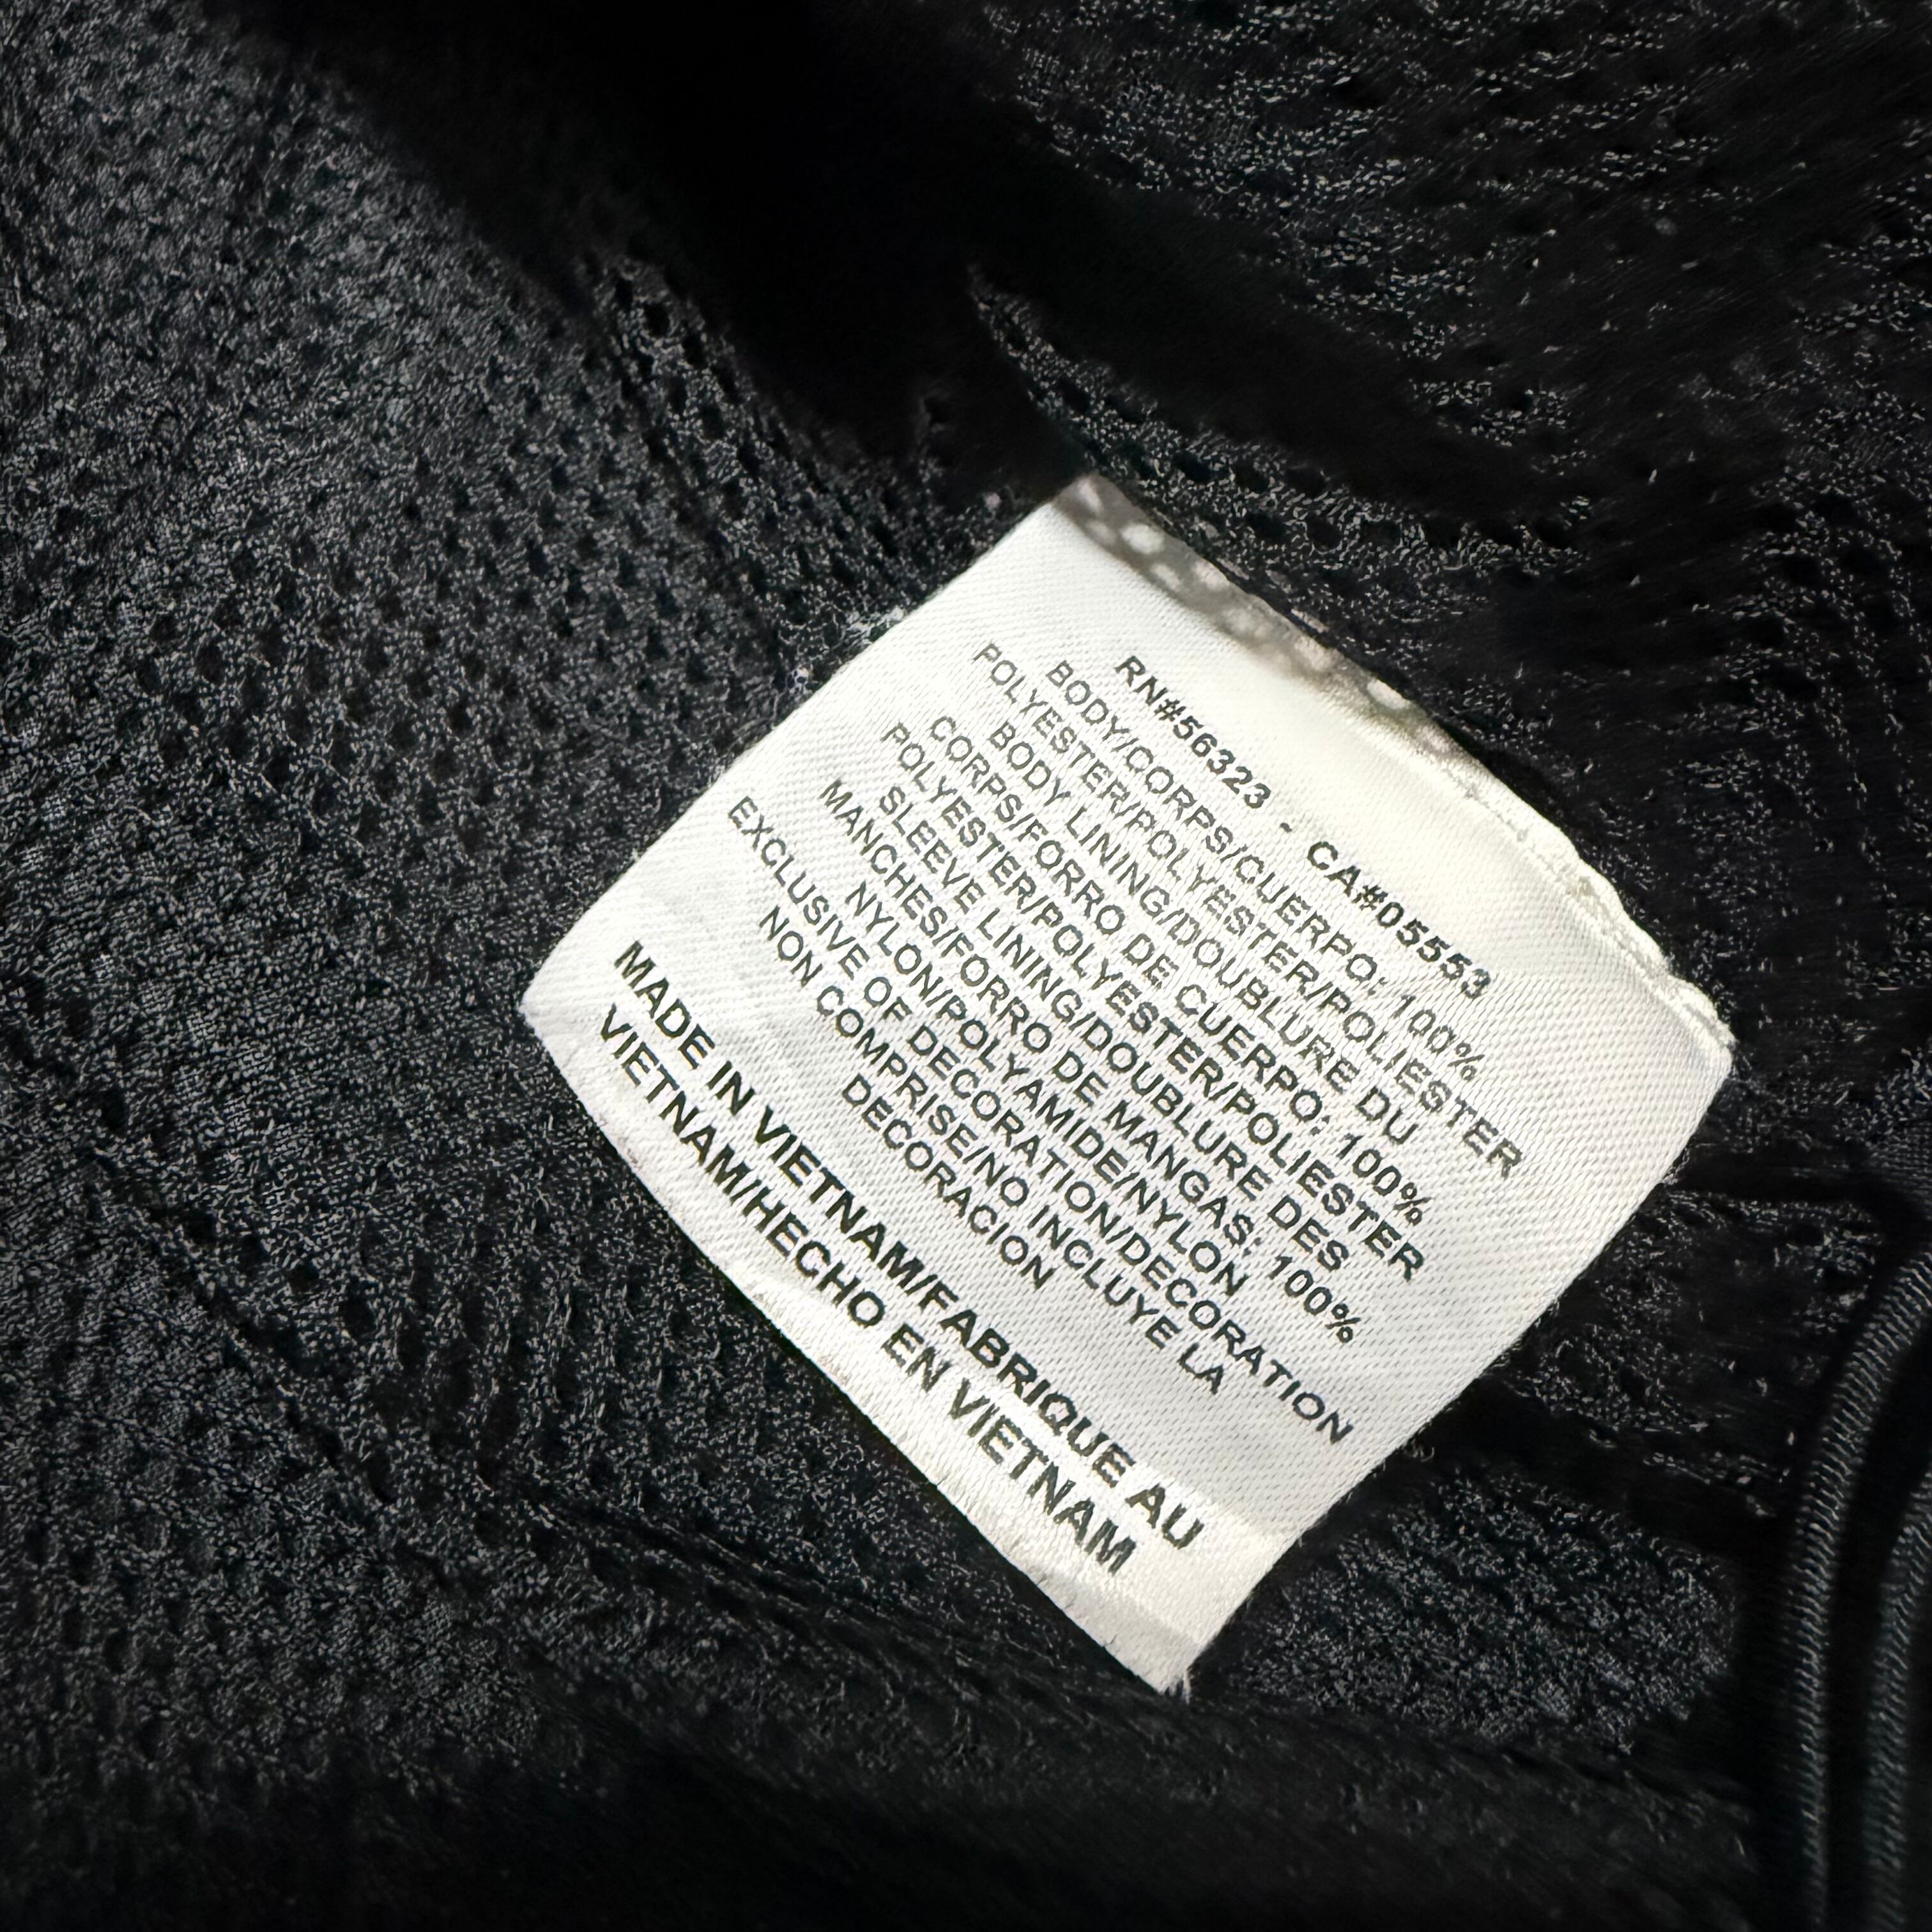 RN#56323 - CA#05553
BODY/CORPS/CUERPO: 100%
POLYESTER/POLYESTER/POLIESTER
BODY LINING/DOUBLURE DU
CORPS/FORRO DE CUERPO: 100%
POLYESTER/POLYESTER/POLIESTER
SLEEVE LINING/DOUBLURE DES
MANCHES/FORRO DE MANGAS: 100%
NYLON/POLYAMIDE/NYLON
EXCLUSIVE OF DECORATION/DECORATION
NON COMPRISE/NO INCLUYE LA
DECORACION
MADE IN VIETNAM/FABRIQUE AU
VIETNAM/HECHO EN VIETNAM